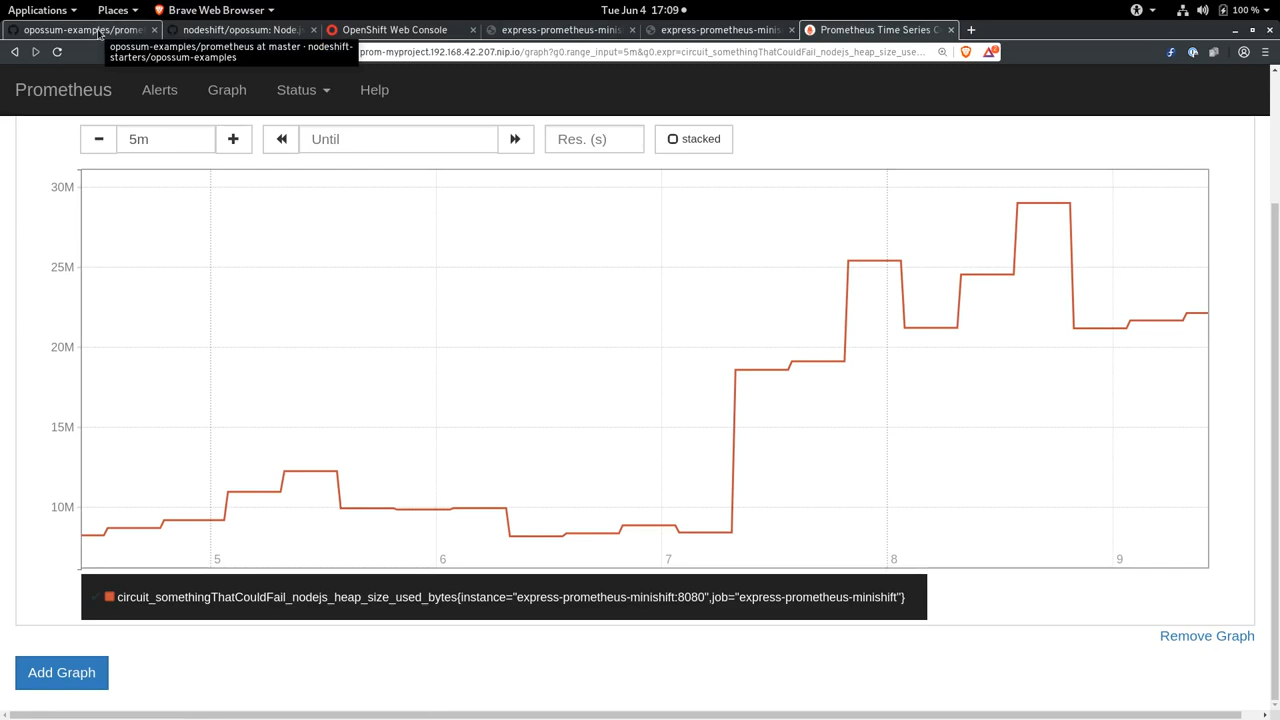 Applications Places Brave Web Browser Tue Jun 4 17:09 100 %
opossum-examples/prome nodeshift/opossum: Node. OpenShift Web Console express-prometheus-minis express-prometheus-minis Prometheus Time Series C
opossum-examples/prometheus at master · nodeshift-
starters/opossum-examples
prom-myproject.192.168.42.207.nip.io/graph?g0.range_input=5m&g0.expr=circuit_somethingThatCouldFail_nodejs_heap_size_use... 2
Prometheus Alerts Graph Status Help
5m Until Res. (s) stacked
30M
25M
20M
15M
10M
5 6 7 8 9
circuit_somethingThatCouldFail_nodejs_heap_size_used_bytes{instance="express-prometheus-minishift:8080",job="express-prometheus-minishift"}
Remove Graph
Add Graph